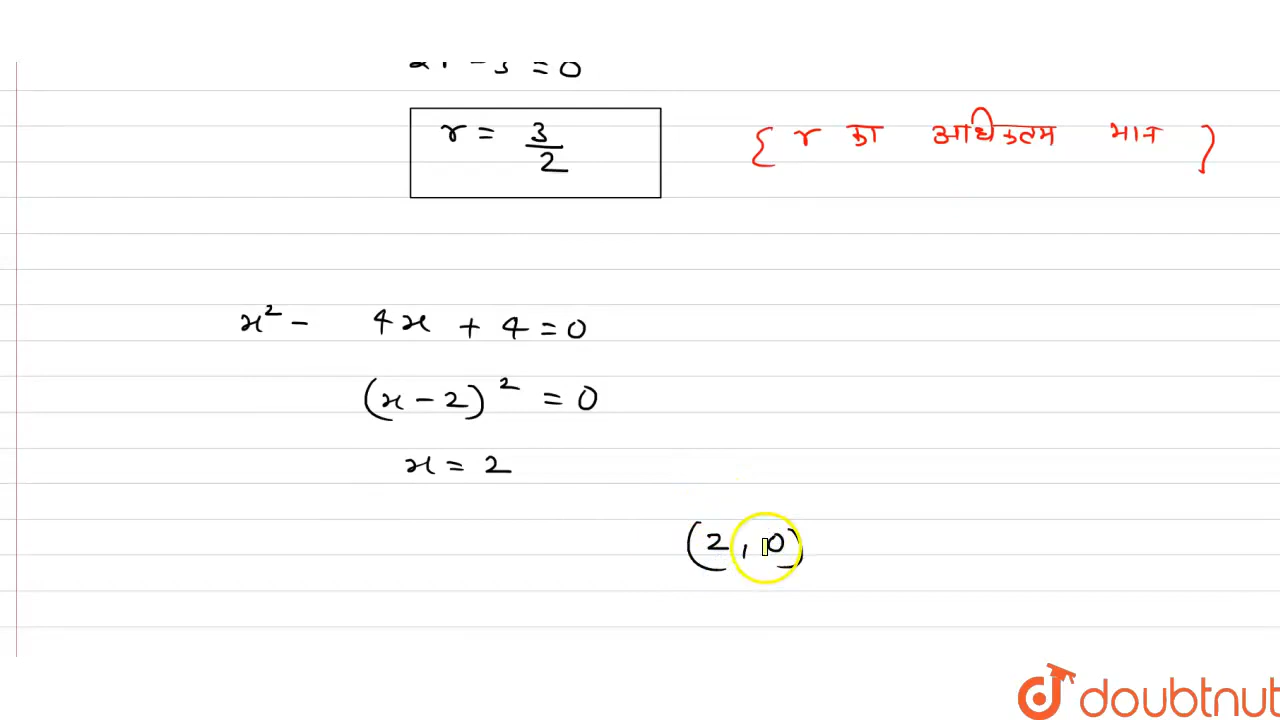 r = 3/2 { r का अधिकतम मान }
x² - 4x + 4 = 0
(x - 2)² = 0
x = 2
(2, 0)
doubtnut